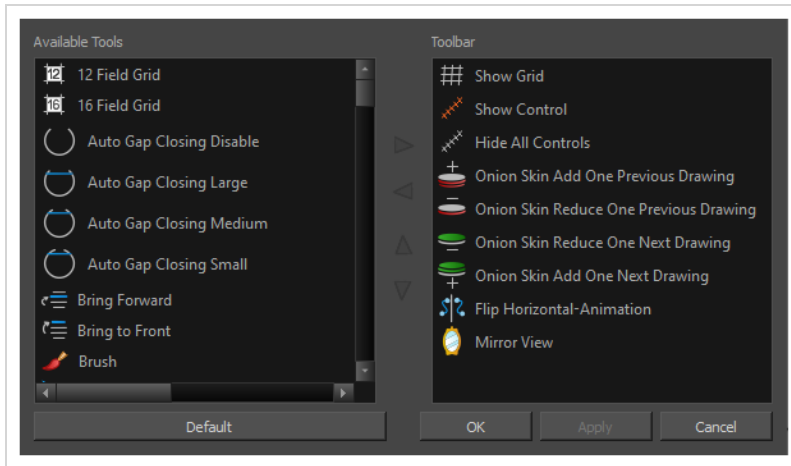 Available Tools
12 12 Field Grid
16 16 Field Grid
Auto Gap Closing Disable
Auto Gap Closing Large
Auto Gap Closing Medium
Auto Gap Closing Small
Bring Forward
Bring to Front
Brush
Default
Toolbar
Show Grid
Show Control
Hide All Controls
Onion Skin Add One Previous Drawing
Onion Skin Reduce One Previous Drawing
Onion Skin Reduce One Next Drawing
Onion Skin Add One Next Drawing
Flip Horizontal-Animation
Mirror View
OK Apply Cancel